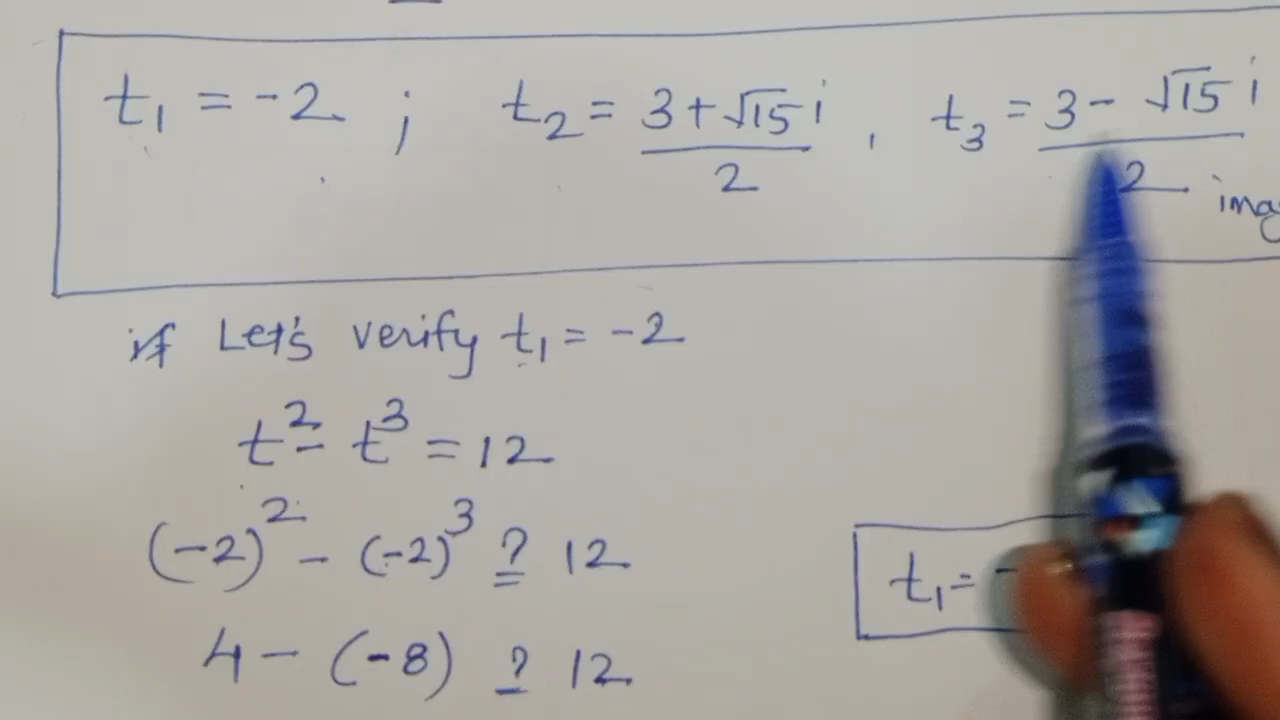 t₁ = -2 ; t₂ = (3 + √15 i)/2 , t₃ = (3 - √15 i)/2
if Let's verify t₁ = -2
t² - t³ = 12
(-2)² - (-2)³ ≟ 12
t₁ = -
4 - (-8) ≟ 12